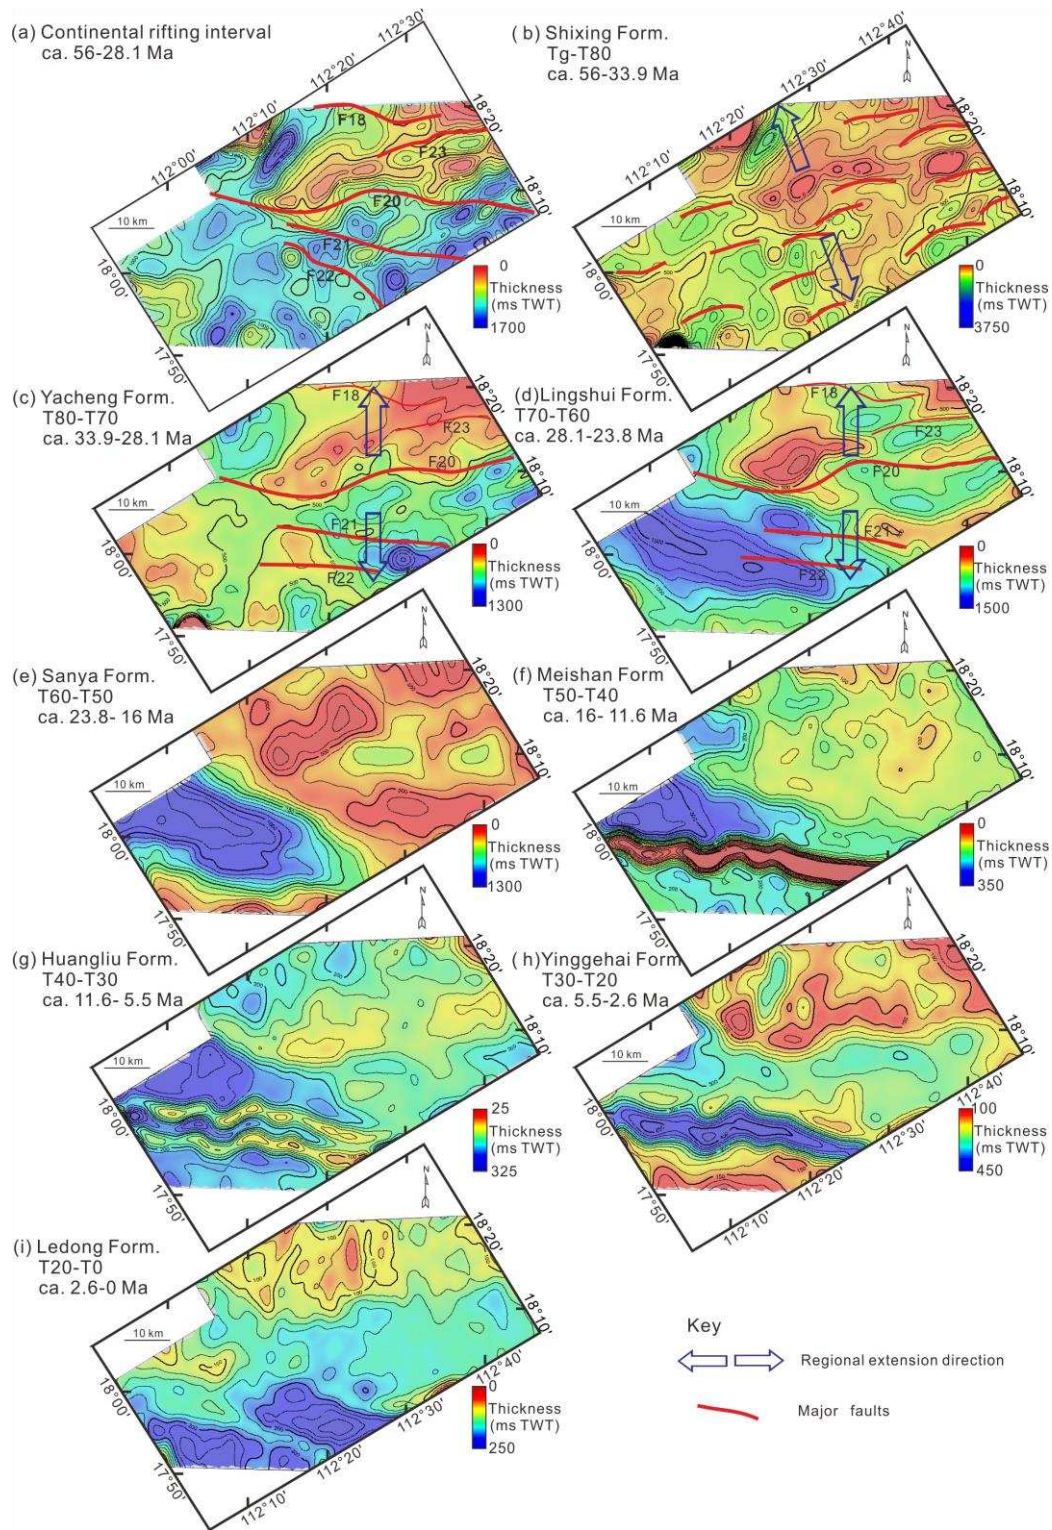 (a) Continental rifting interval
ca. 56-28.1 Ma
112°00'
112°10'
112°20'
112°30'
18°20'
18°10'
18°00'
17°50'
F18
F23
F20
F21
F22
10 km
0
Thickness
(ms TWT)
1700
( b ) Shixing Form.
Tg-T80
ca. 56-33.9 Ma
112°10'
112°20'
112°30'
112°40'
18°20'
18°10'
18°00'
17°50'
10 km
0
Thickness
(ms TWT)
3750
(c) Yacheng Form.
T80-T70
ca. 33.9-28.1 Ma
N
18°20'
18°10'
18°00'
17°50'
F18
F23
F20
F21
F22
500
10 km
0
Thickness
(ms TWT)
1300
(d)Lingshui Form.
T70-T60
ca. 28.1-23.8 Ma
N
18°20'
18°10'
18°00'
17°50'
F18
F23
F20
F21
F22
10 km
0
Thickness
(ms TWT)
1500
(e) Sanya Form.
T60-T50
ca. 23.8- 16 Ma
N
18°20'
18°10'
18°00'
17°50'
10 km
0
Thickness
(ms TWT)
1300
(f) Meishan Form
T50-T40
ca. 16- 11.6 Ma
N
18°20'
18°10'
18°00'
17°50'
10 km
0
Thickness
(ms TWT)
350
(g) Huangliu Form.
T40-T30
ca. 11.6- 5.5 Ma
N
18°20'
18°10'
18°00'
17°50'
10 km
25
Thickness
(ms TWT)
325
( h)Yinggehai Form
T30-T20
ca. 5.5-2.6 Ma
N
18°20'
18°10'
18°00'
17°50'
112°10'
112°20'
112°30'
112°40'
10 km
100
Thickness
(ms TWT)
450
(i) Ledong Form.
T20-T0
ca. 2.6-0 Ma
N
18°20'
18°10'
18°00'
17°50'
112°10'
112°20'
112°30'
112°40'
10 km
0
Thickness
(ms TWT)
250
Key
Regional extension direction
Major faults